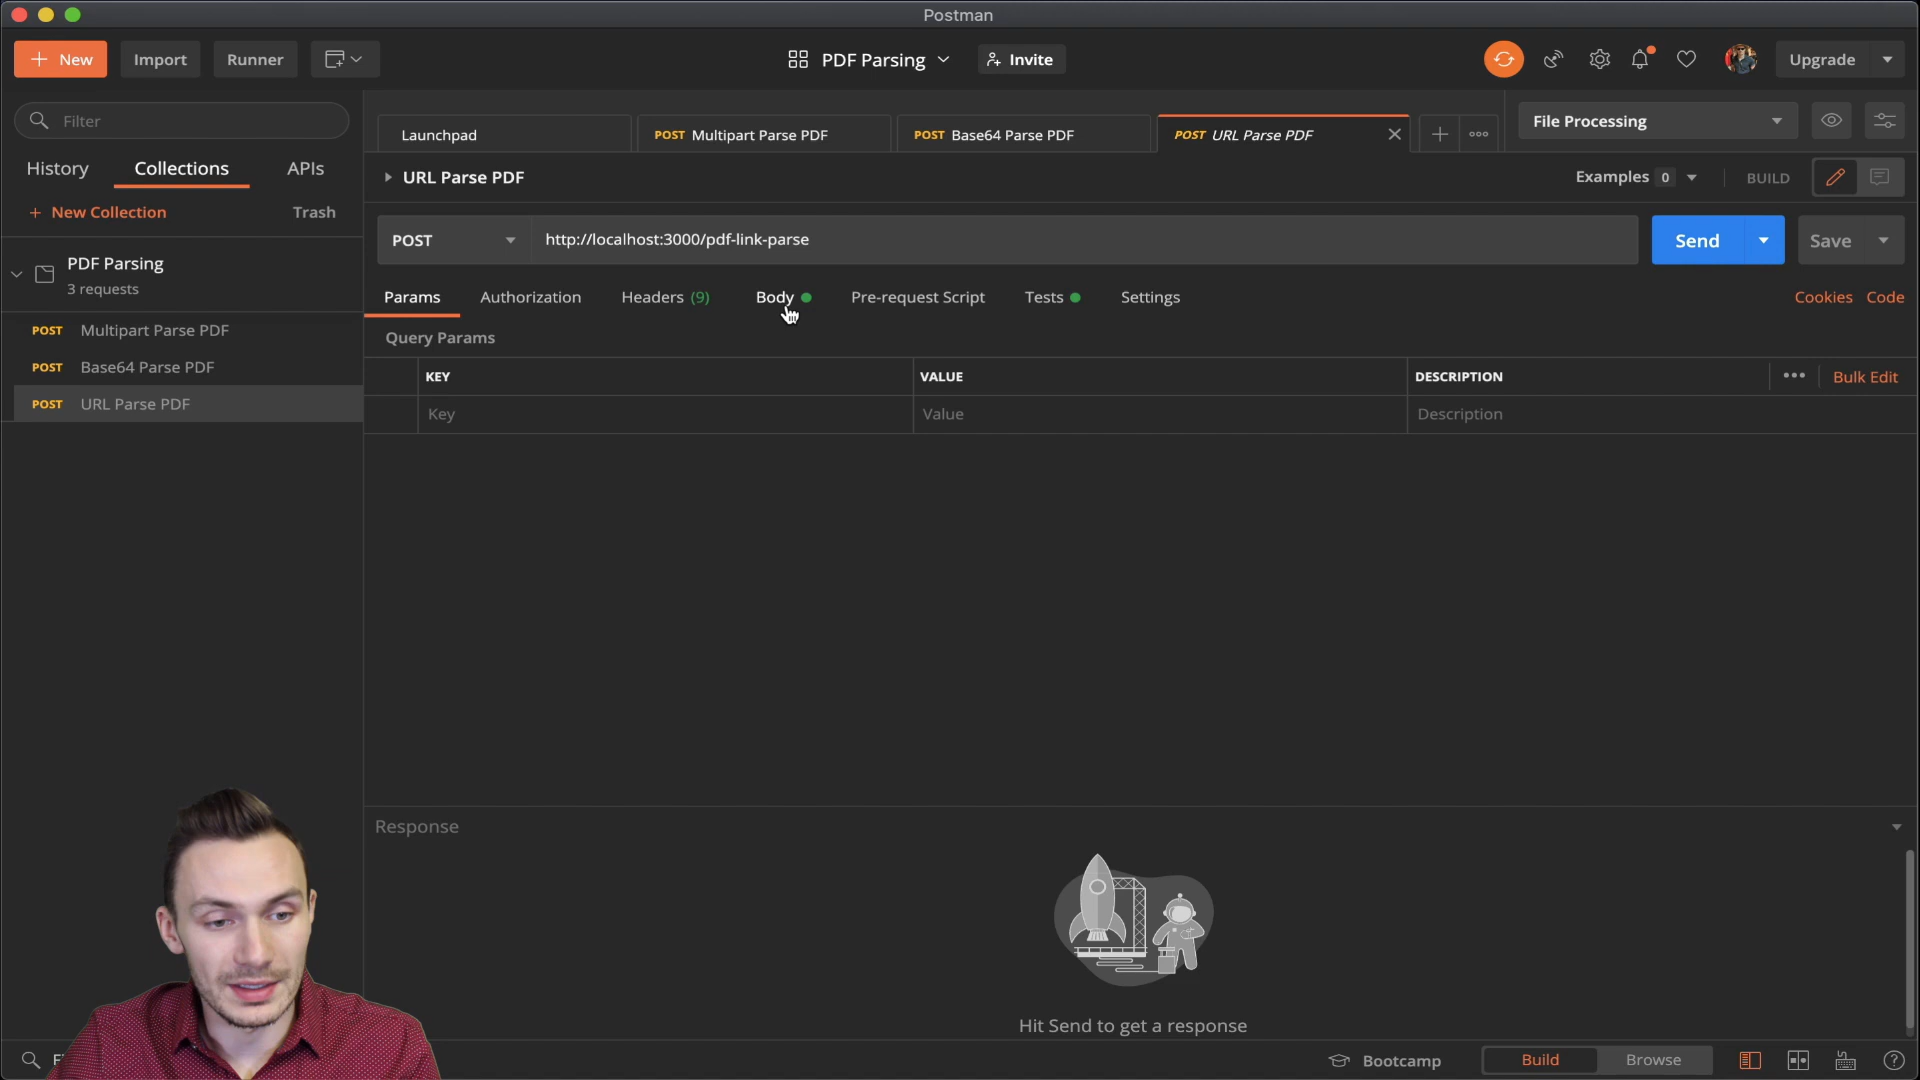 Postman
New
Import
Runner
PDF Parsing
Invite
Upgrade
Filter
History
Collections
APIs
New Collection
Trash
PDF Parsing
3 requests
POST Multipart Parse PDF
POST Base64 Parse PDF
POST URL Parse PDF
Launchpad
POST Multipart Parse PDF
POST Base64 Parse PDF
POST URL Parse PDF
File Processing
URL Parse PDF
Examples 0
BUILD
POST
http://localhost:3000/pdf-link-parse
Send
Save
Params
Authorization
Headers (9)
Body
Pre-request Script
Tests
Settings
Cookies
Code
Query Params
KEY
VALUE
DESCRIPTION
Bulk Edit
Key
Value
Description
Response
Hit Send to get a response
Bootcamp
Build
Browse